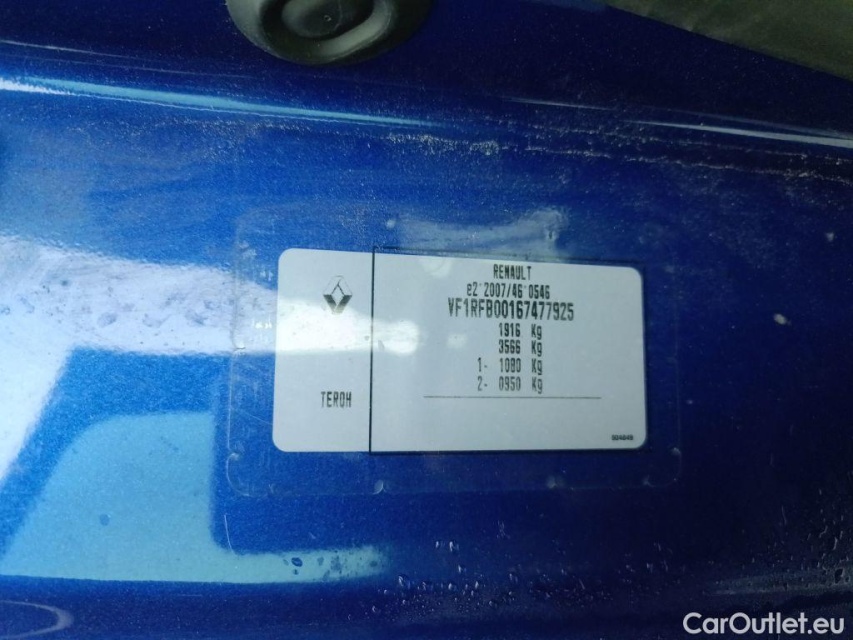 RENAULT
e2*2007/46*0546
VF1RFB00167477925
1916 Kg
3566 Kg
1- 1080 Kg
2- 0950 Kg
TEROH
CarOutlet.eu